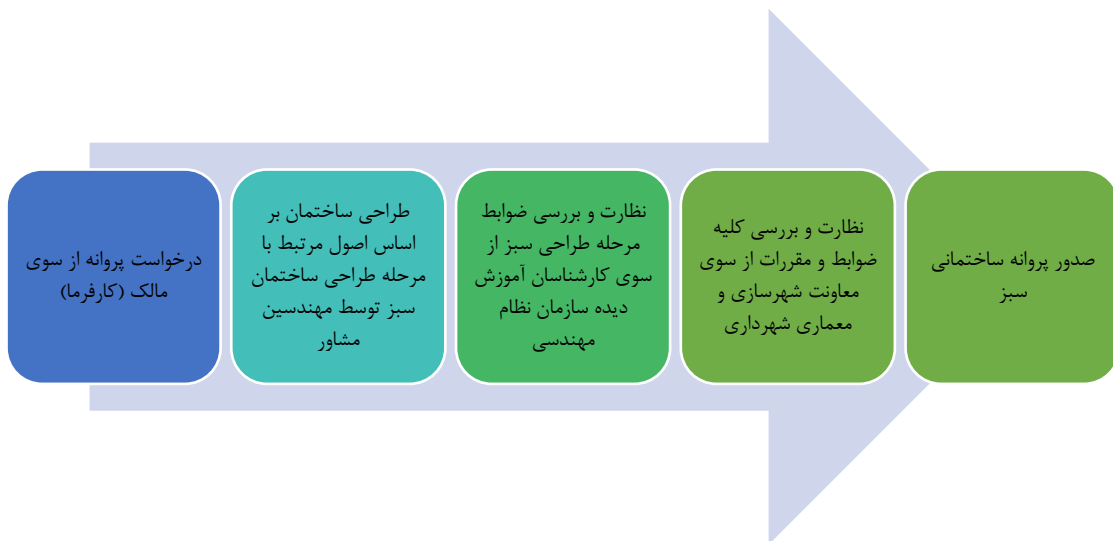 درخواست پروانه از سوی
مالک (کارفرما)
طراحی ساختمان بر
اساس اصول مرتبط با
مرحله طراحی ساختمان
سبز توسط مهندسین
مشاور
نظارت و بررسی ضوابط
مرحله طراحی سبز از
سوی کارشناسان آموزش
دیده سازمان نظام
مهندسی
نظارت و بررسی کلیه
ضوابط و مقررات از سوی
معاونت شهرسازی و
معماری شهرداری
صدور پروانه ساختمانی
سبز